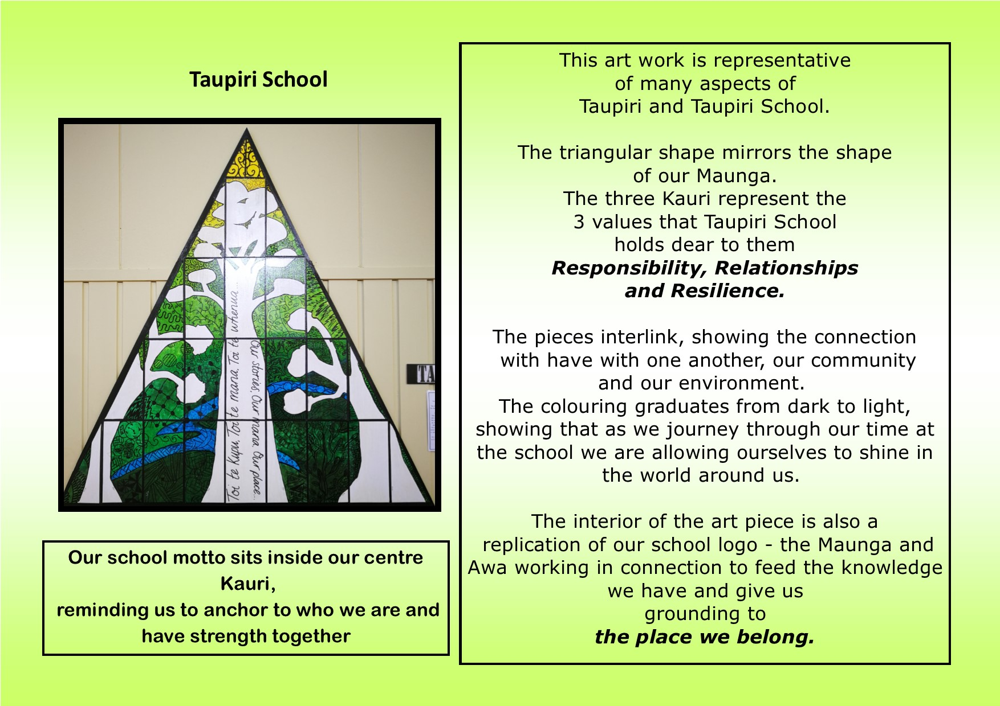 Taupiri School
Toi te Kupu, Toi te mana, Toi te whenua...
Our stories, Our mana, Our place...
TA
Our school motto sits inside our centre
Kauri,
reminding us to anchor to who we are and
have strength together
This art work is representative
of many aspects of
Taupiri and Taupiri School.
The triangular shape mirrors the shape
of our Maunga.
The three Kauri represent the
3 values that Taupiri School
holds dear to them
Responsibility, Relationships
and Resilience.
The pieces interlink, showing the connection
with have with one another, our community
and our environment.
The colouring graduates from dark to light,
showing that as we journey through our time at
the school we are allowing ourselves to shine in
the world around us.
The interior of the art piece is also a
replication of our school logo - the Maunga and
Awa working in connection to feed the knowledge
we have and give us
grounding to
the place we belong.